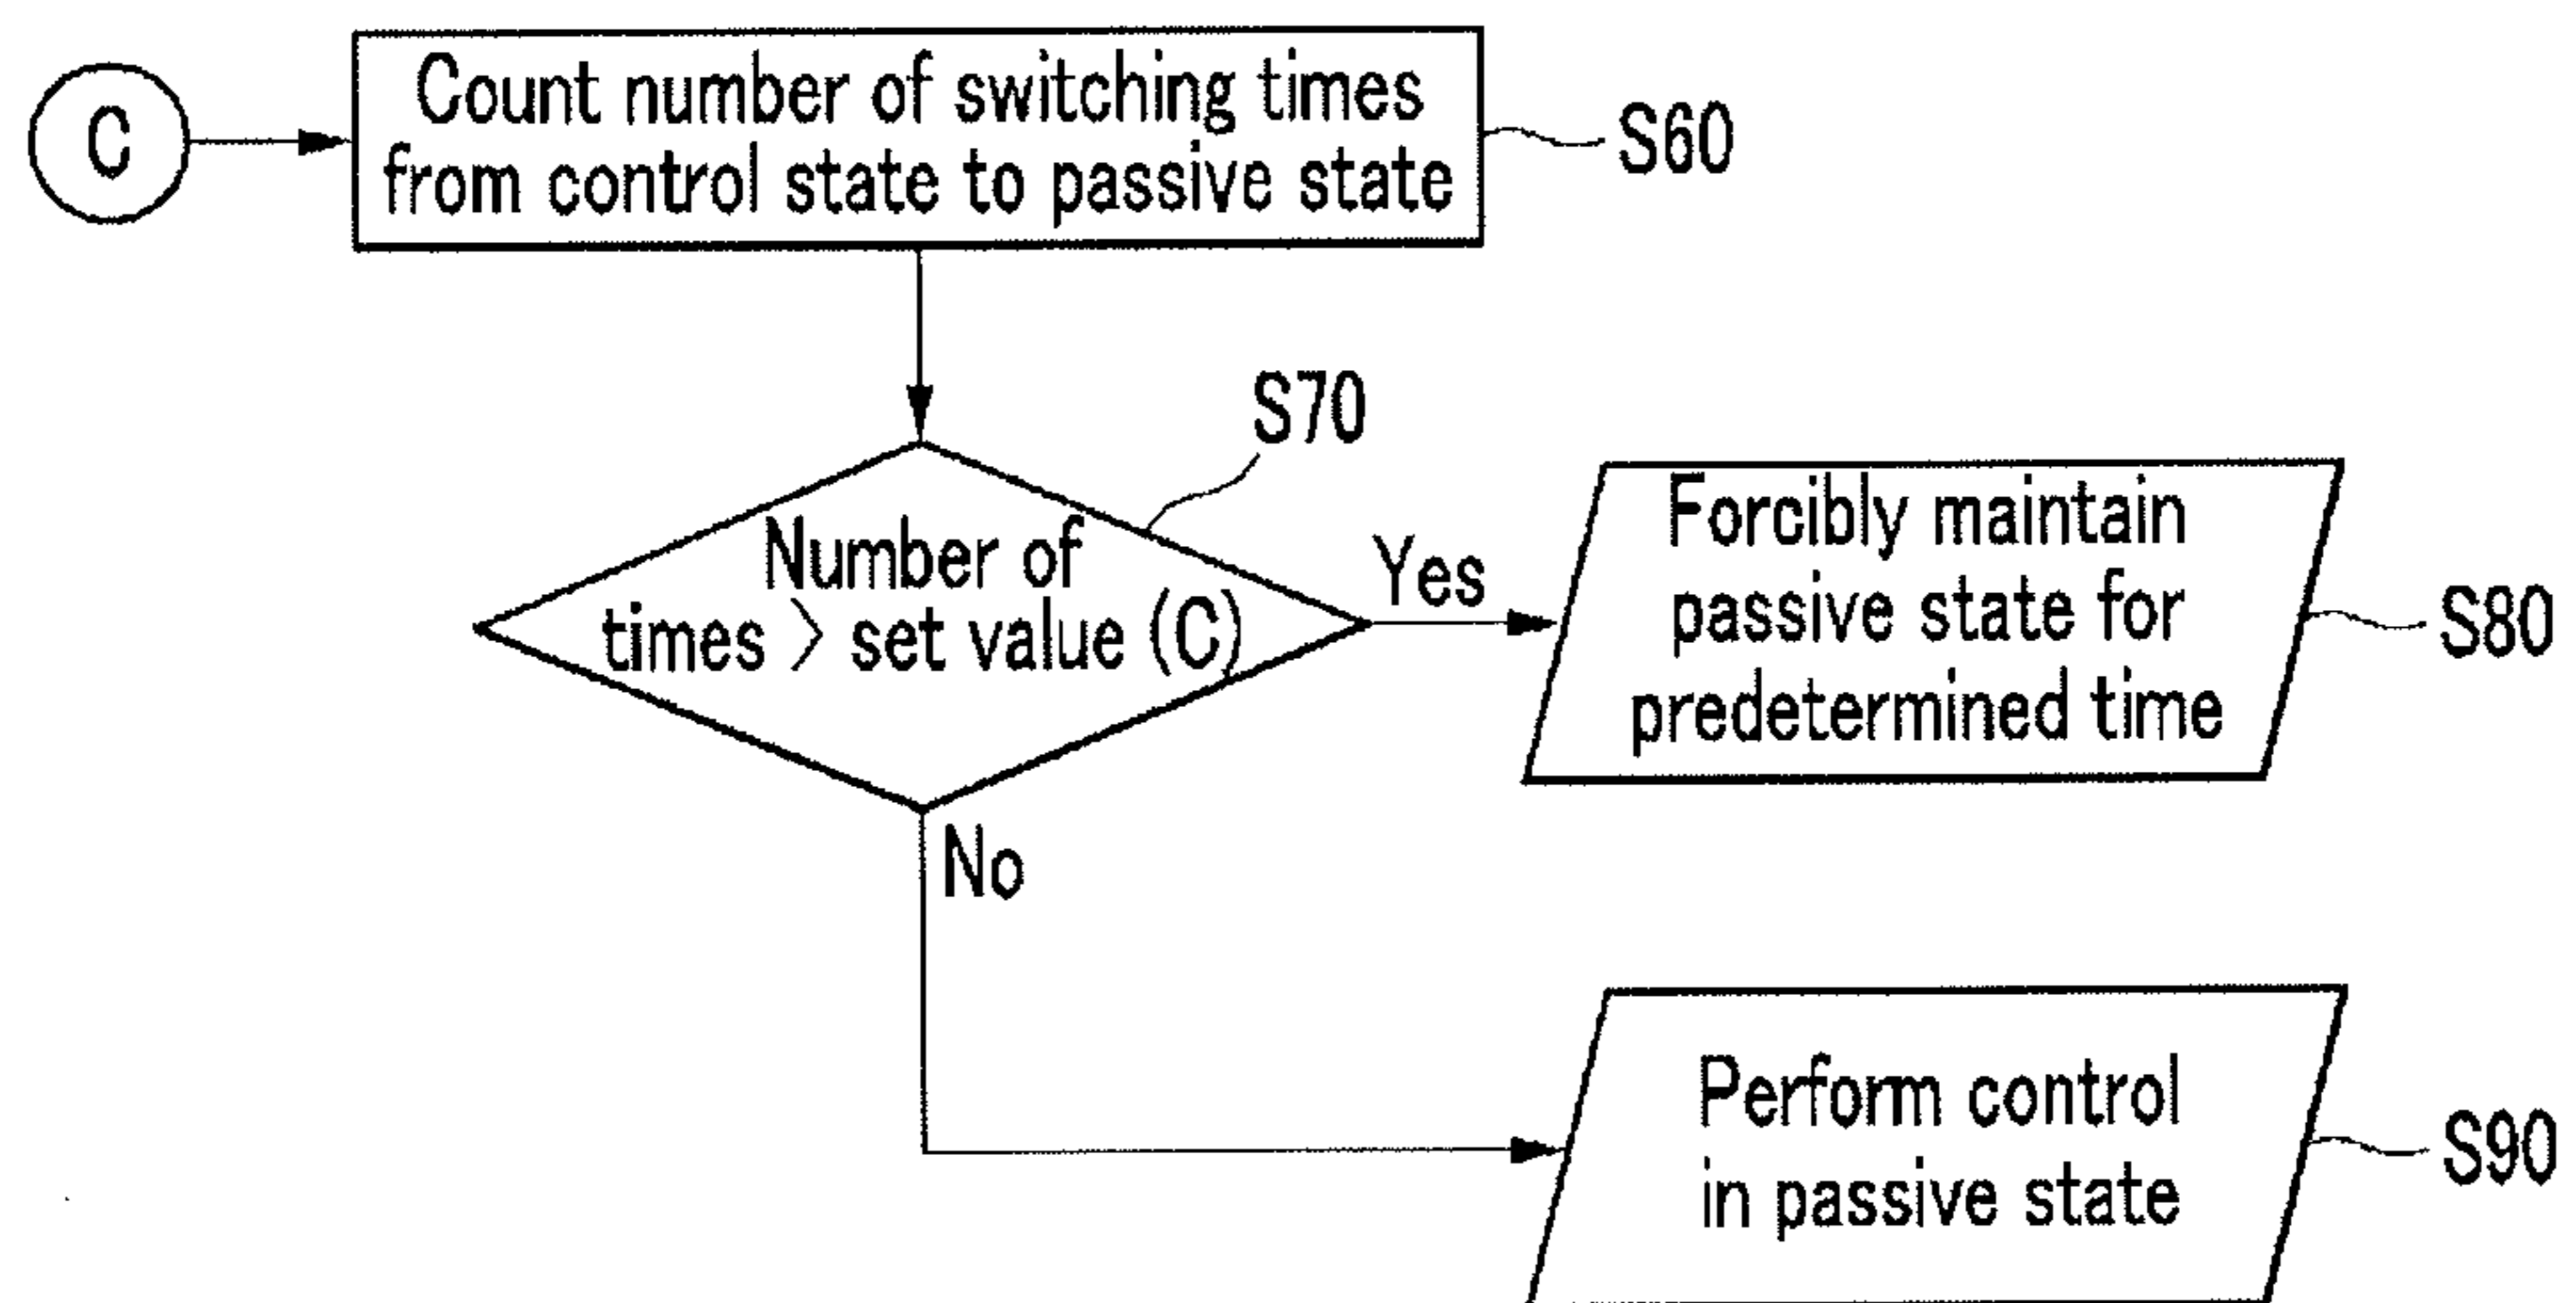 C
Count number of switching times
from control state to passive state
S60
S70
Number of
times > set value (C)
Yes
Forcibly maintain
passive state for
predetermined time
S80
No
Perform control
in passive state
S90